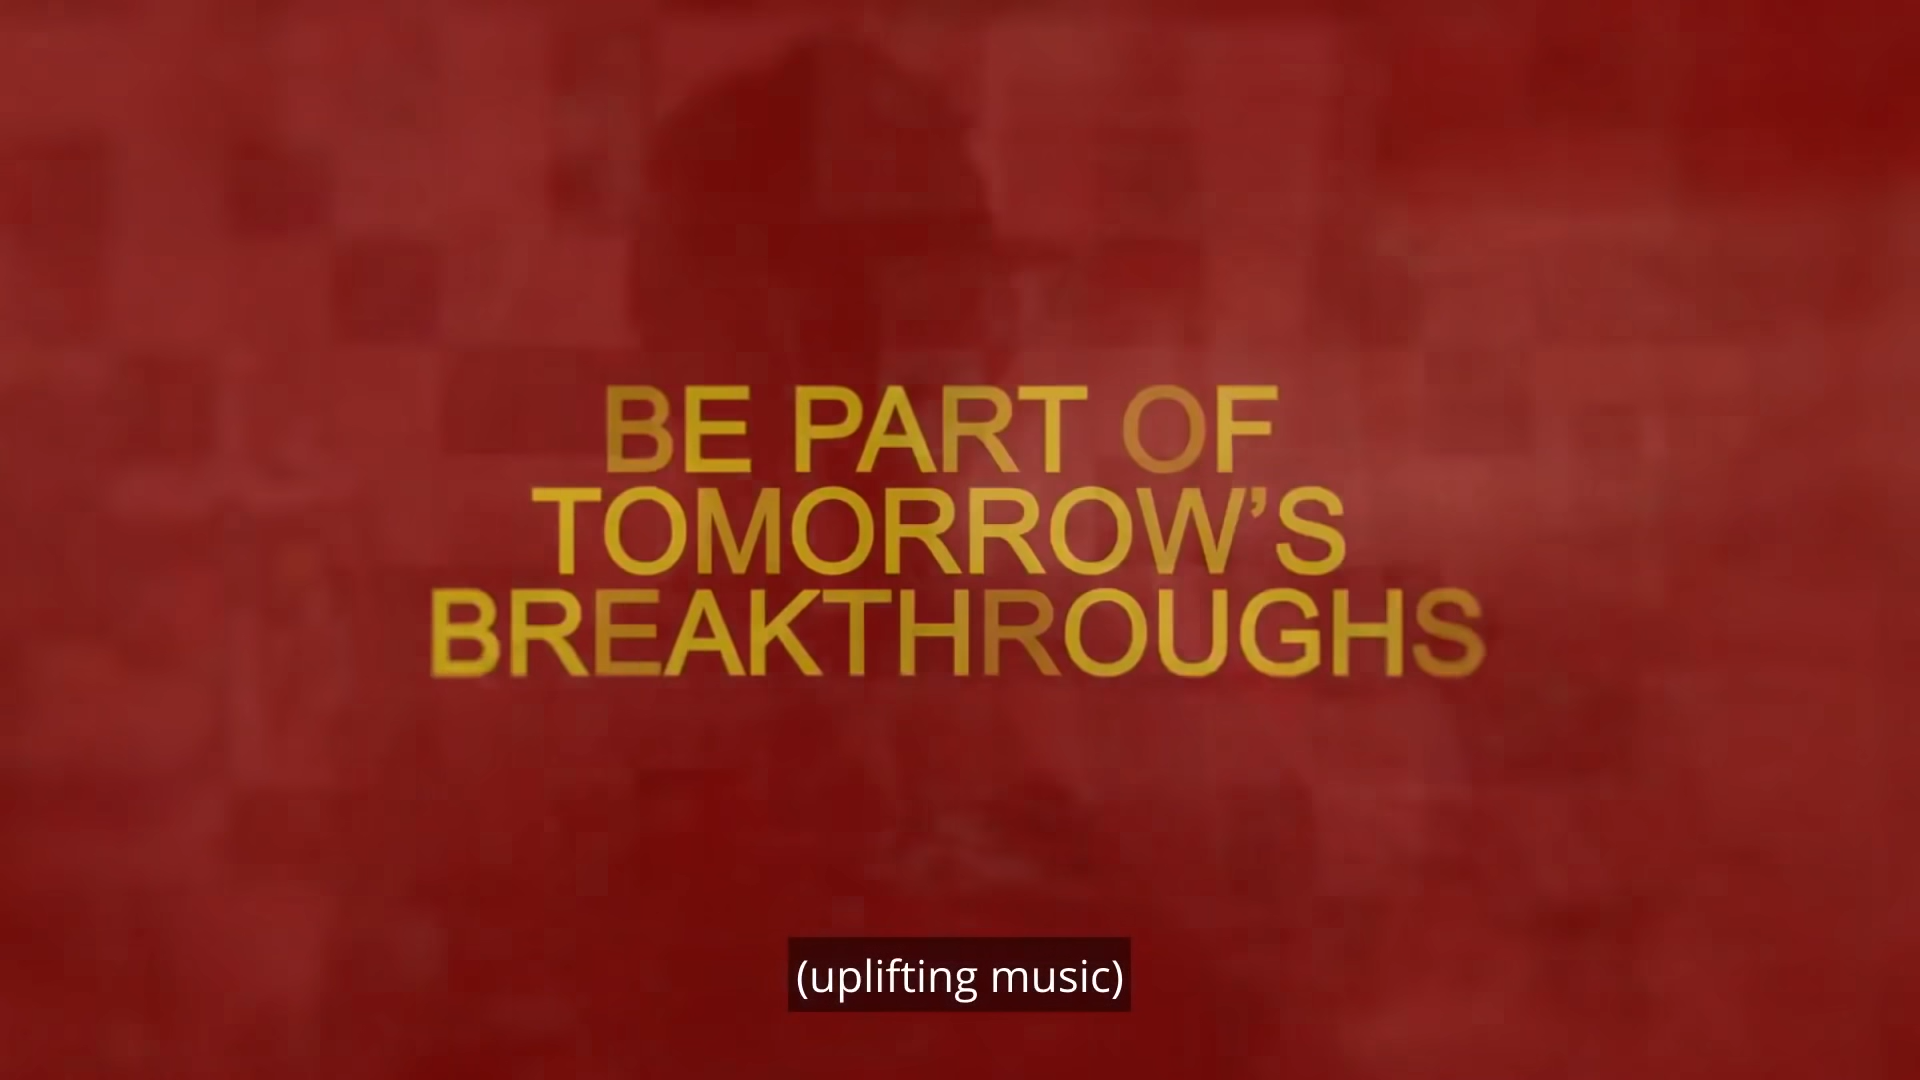 BE PART OF
TOMORROW’S
BREAKTHROUGHS
(uplifting music)